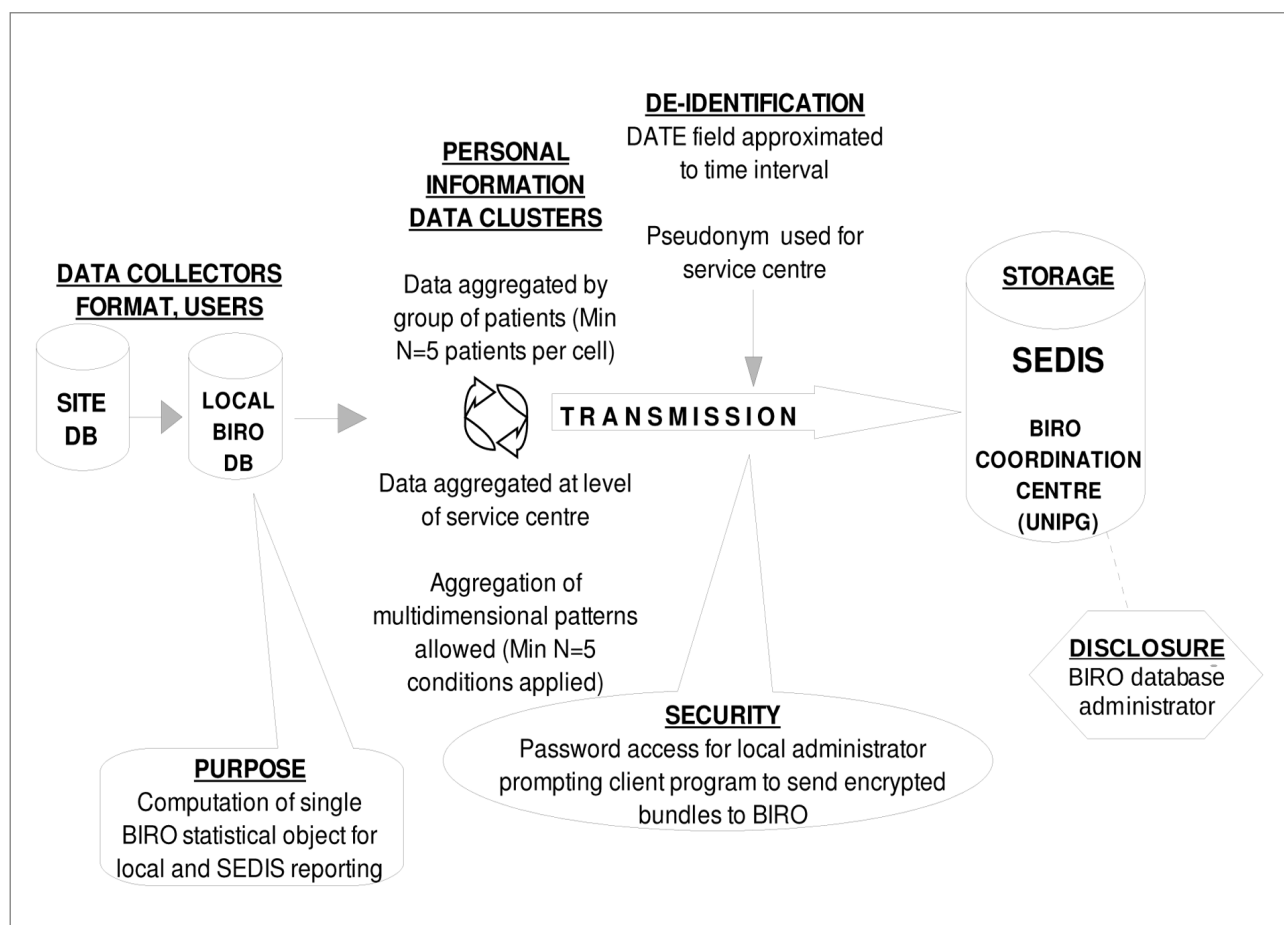 DATA COLLECTORS
FORMAT, USERS
SITE
DB
LOCAL
BIRO
DB
PURPOSE
Computation of single
BIRO statistical object for
local and SEDIS reporting
PERSONAL
INFORMATION
DATA CLUSTERS
Data aggregated by
group of patients (Min
N=5 patients per cell)
Data aggregated at level
of service centre
Aggregation of
multidimensional patterns
allowed (Min N=5
conditions applied)
DE-IDENTIFICATION
DATE field approximated
to time interval
Pseudonym used for
service centre
TRANSMISSION
SECURITY
Password access for local administrator
prompting client program to send encrypted
bundles to BIRO
STORAGE
SEDIS
BIRO
COORDINATION
CENTRE
(UNIPG)
DISCLOSURE
BIRO database
administrator